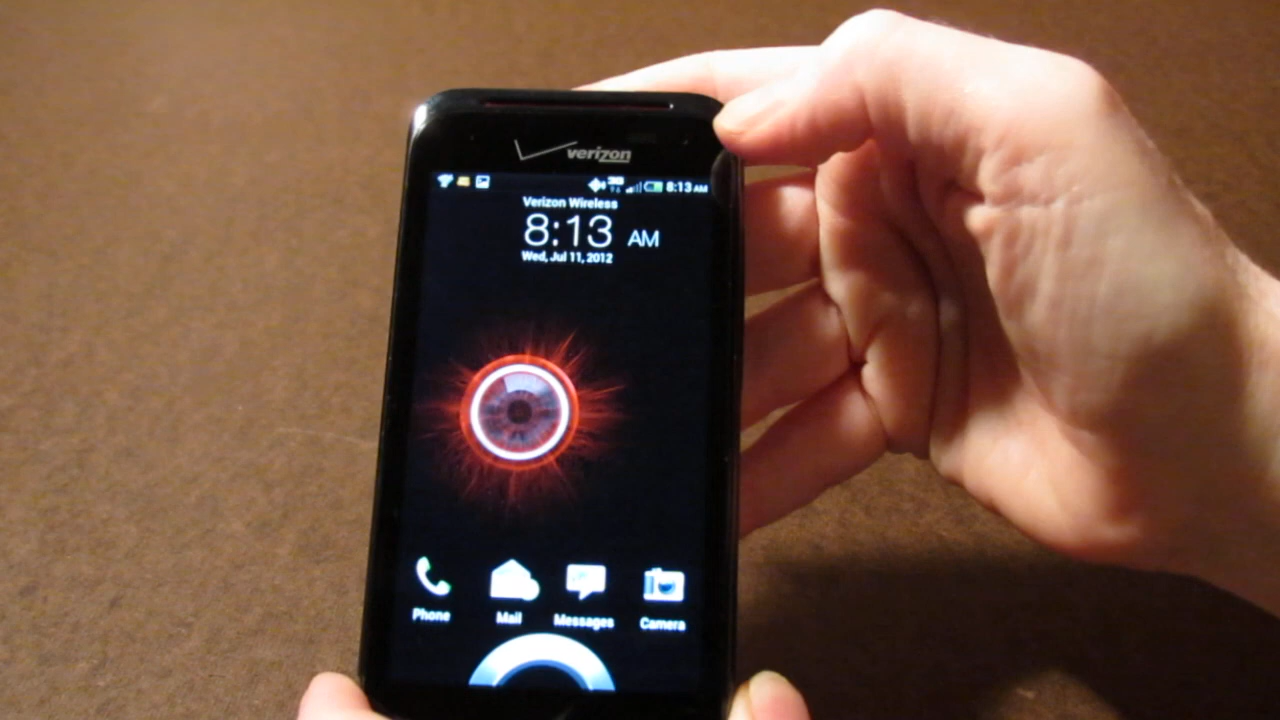 verizon
8:13 AM
Verizon Wireless
8:13 AM
Wed, Jul 11, 2012
Phone
Mail
Messages
Camera